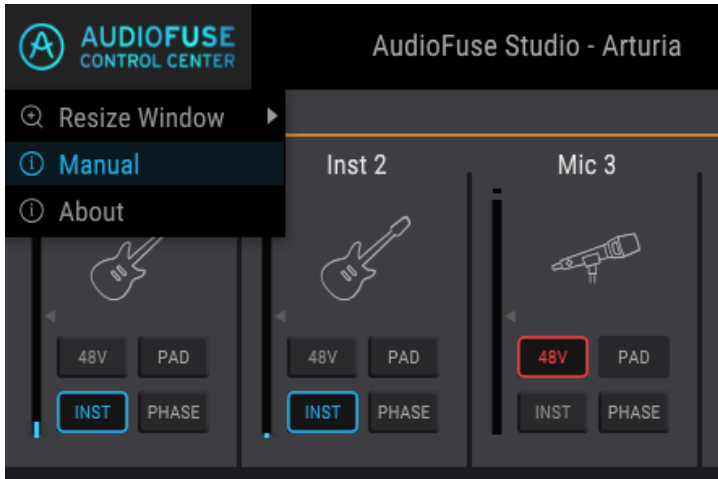 AUDIOFUSE
CONTROL CENTER
AudioFuse Studio - Arturia
Resize Window
Manual
About
Inst 2
Mic 3
48V PAD
INST PHASE
48V PAD
INST PHASE
48V PAD
INST PHASE